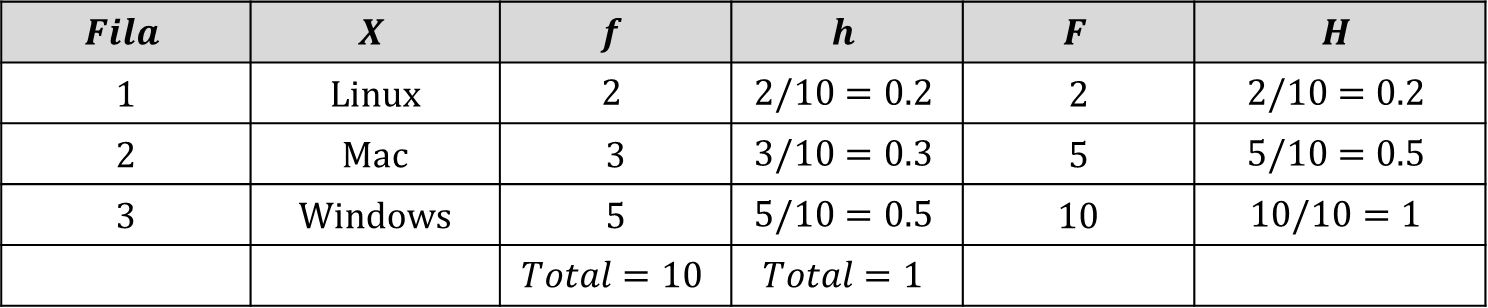 Fila X f h F H
1 Linux 2 2/10 = 0.2 2 2/10 = 0.2
2 Mac 3 3/10 = 0.3 5 5/10 = 0.5
3 Windows 5 5/10 = 0.5 10 10/10 = 1
Total = 10 Total = 1